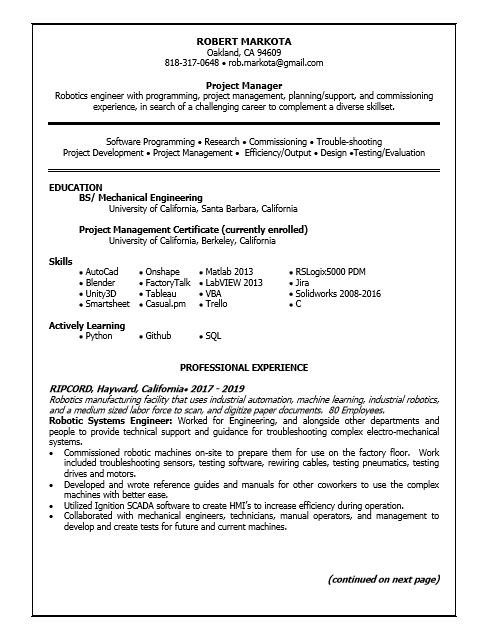 ROBERT MARKOTA
Oakland, CA 94609
818-317-0648 • rob.markota@gmail.com
Project Manager
Robotics engineer with programming, project management, planning/support, and commissioning
experience, in search of a challenging career to complement a diverse skillset.
Software Programming • Research • Commissioning • Trouble-shooting
Project Development • Project Management • Efficiency/Output • Design •Testing/Evaluation
EDUCATION
BS/ Mechanical Engineering
University of California, Santa Barbara, California
Project Management Certificate (currently enrolled)
University of California, Berkeley, California
Skills
• AutoCad • Onshape • Matlab 2013 • RSLogix5000 PDM
• Blender • FactoryTalk • LabVIEW 2013 • Jira
• Unity3D • Tableau • VBA • Solidworks 2008-2016
• Smartsheet • Casual.pm • Trello • C
Actively Learning
• Python • Github • SQL
PROFESSIONAL EXPERIENCE
RIPCORD, Hayward, California• 2017 - 2019
Robotics manufacturing facility that uses industrial automation, machine learning, industrial robotics,
and a medium sized labor force to scan, and digitize paper documents. 80 Employees.
Robotic Systems Engineer: Worked for Engineering, and alongside other departments and
people to provide technical support and guidance for troubleshooting complex electro-mechanical
systems.
• Commissioned robotic machines on-site to prepare them for use on the factory floor. Work
included troubleshooting sensors, testing software, rewiring cables, testing pneumatics, testing
drives and motors.
• Developed and wrote reference guides and manuals for other coworkers to use the complex
machines with better ease.
• Utilized Ignition SCADA software to create HMI's to increase efficiency during operation.
• Collaborated with mechanical engineers, technicians, manual operators, and management to
develop and create tests for future and current machines.
(continued on next page)